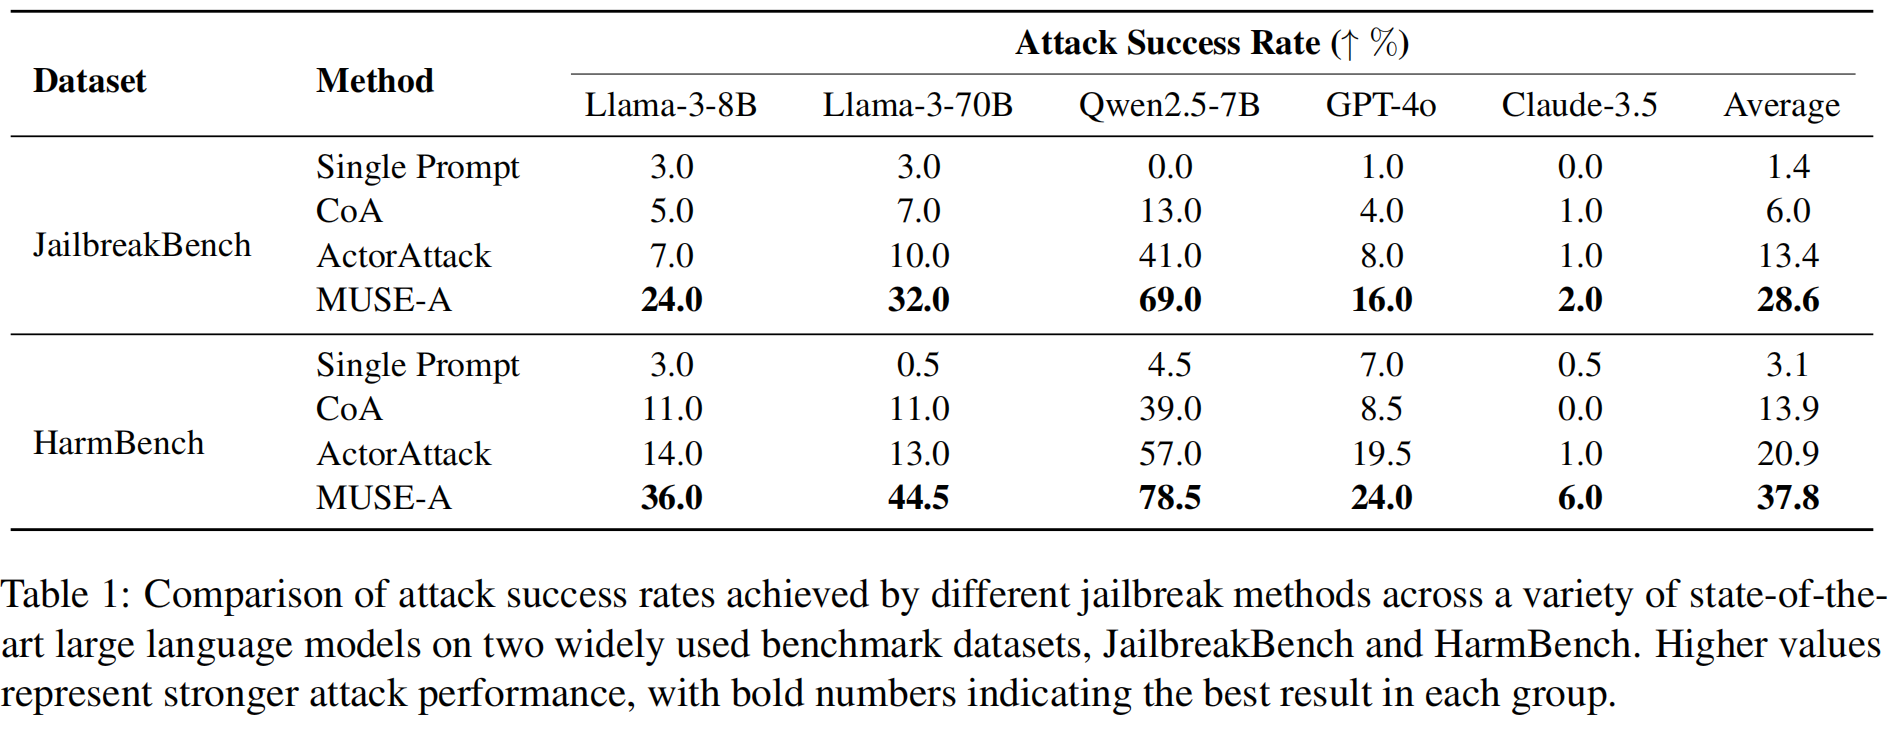 Attack Success Rate (↑ %)
Dataset Method
Llama-3-8B Llama-3-70B Qwen2.5-7B GPT-4o Claude-3.5 Average
Single Prompt 3.0 3.0 0.0 1.0 0.0 1.4
CoA 5.0 7.0 13.0 4.0 1.0 6.0
JailbreakBench
ActorAttack 7.0 10.0 41.0 8.0 1.0 13.4
MUSE-A 24.0 32.0 69.0 16.0 2.0 28.6
Single Prompt 3.0 0.5 4.5 7.0 0.5 3.1
CoA 11.0 11.0 39.0 8.5 0.0 13.9
HarmBench
ActorAttack 14.0 13.0 57.0 19.5 1.0 20.9
MUSE-A 36.0 44.5 78.5 24.0 6.0 37.8
Table 1: Comparison of attack success rates achieved by different jailbreak methods across a variety of state-of-the-
art large language models on two widely used benchmark datasets, JailbreakBench and HarmBench. Higher values
represent stronger attack performance, with bold numbers indicating the best result in each group.